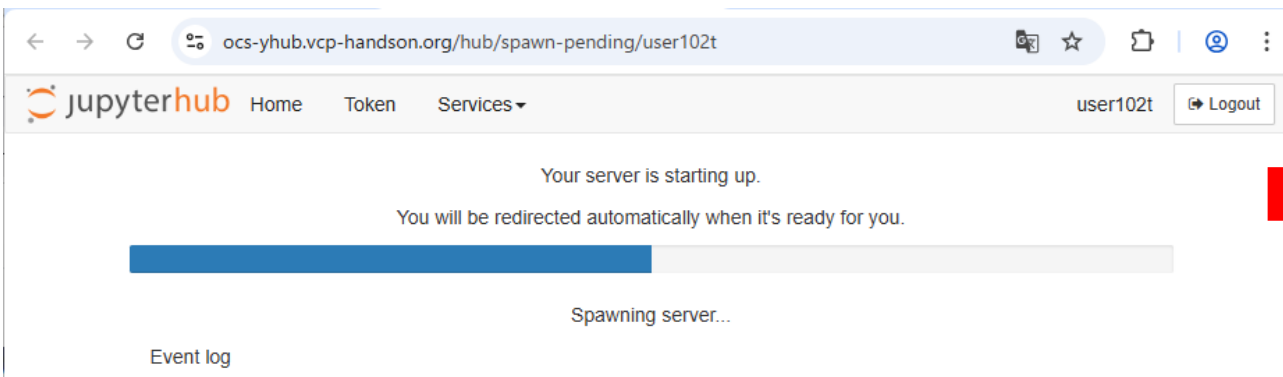 ocs-yhub.vcp-handson.org/hub/spawn-pending/user102t
jupyterhub Home Token Services user102t Logout
Your server is starting up.
You will be redirected automatically when it's ready for you.
Spawning server...
Event log